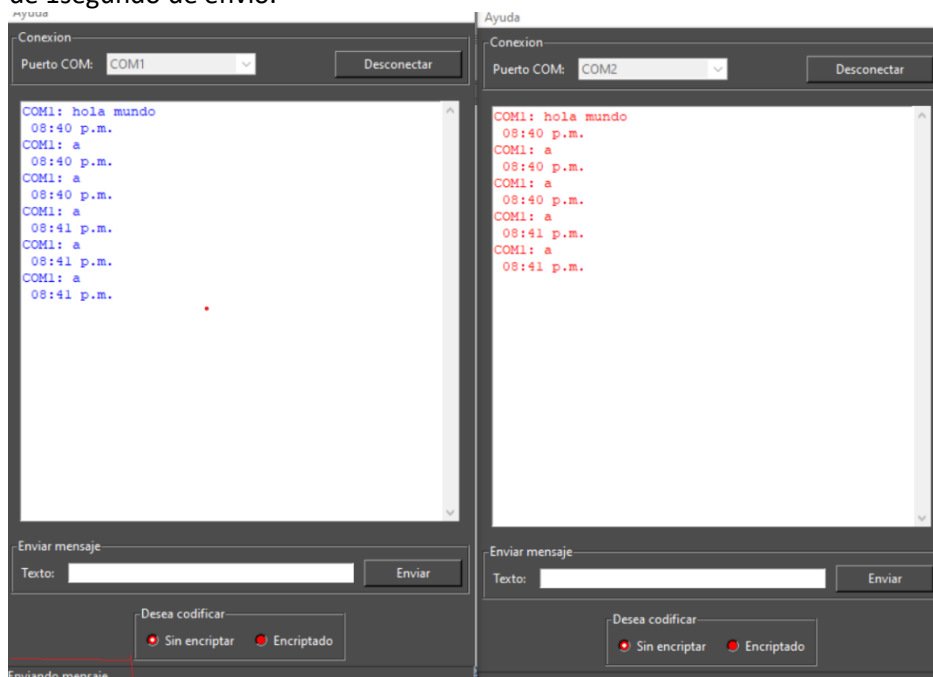 de 1segundo de envio.
Ayuda
Conexion
Puerto COM: COM1 Desconectar
COM1: hola mundo
08:40 p.m.
COM1: a
08:40 p.m.
COM1: a
08:40 p.m.
COM1: a
08:41 p.m.
COM1: a
08:41 p.m.
COM1: a
08:41 p.m.
Enviar mensaje
Texto: Enviar
Desea codificar
Sin encriptar Encriptado
Enviando mensaje
Ayuda
Conexion
Puerto COM: COM2 Desconectar
COM1: hola mundo
08:40 p.m.
COM1: a
08:40 p.m.
COM1: a
08:40 p.m.
COM1: a
08:41 p.m.
COM1: a
08:41 p.m.
Enviar mensaje
Texto: Enviar
Desea codificar
Sin encriptar Encriptado